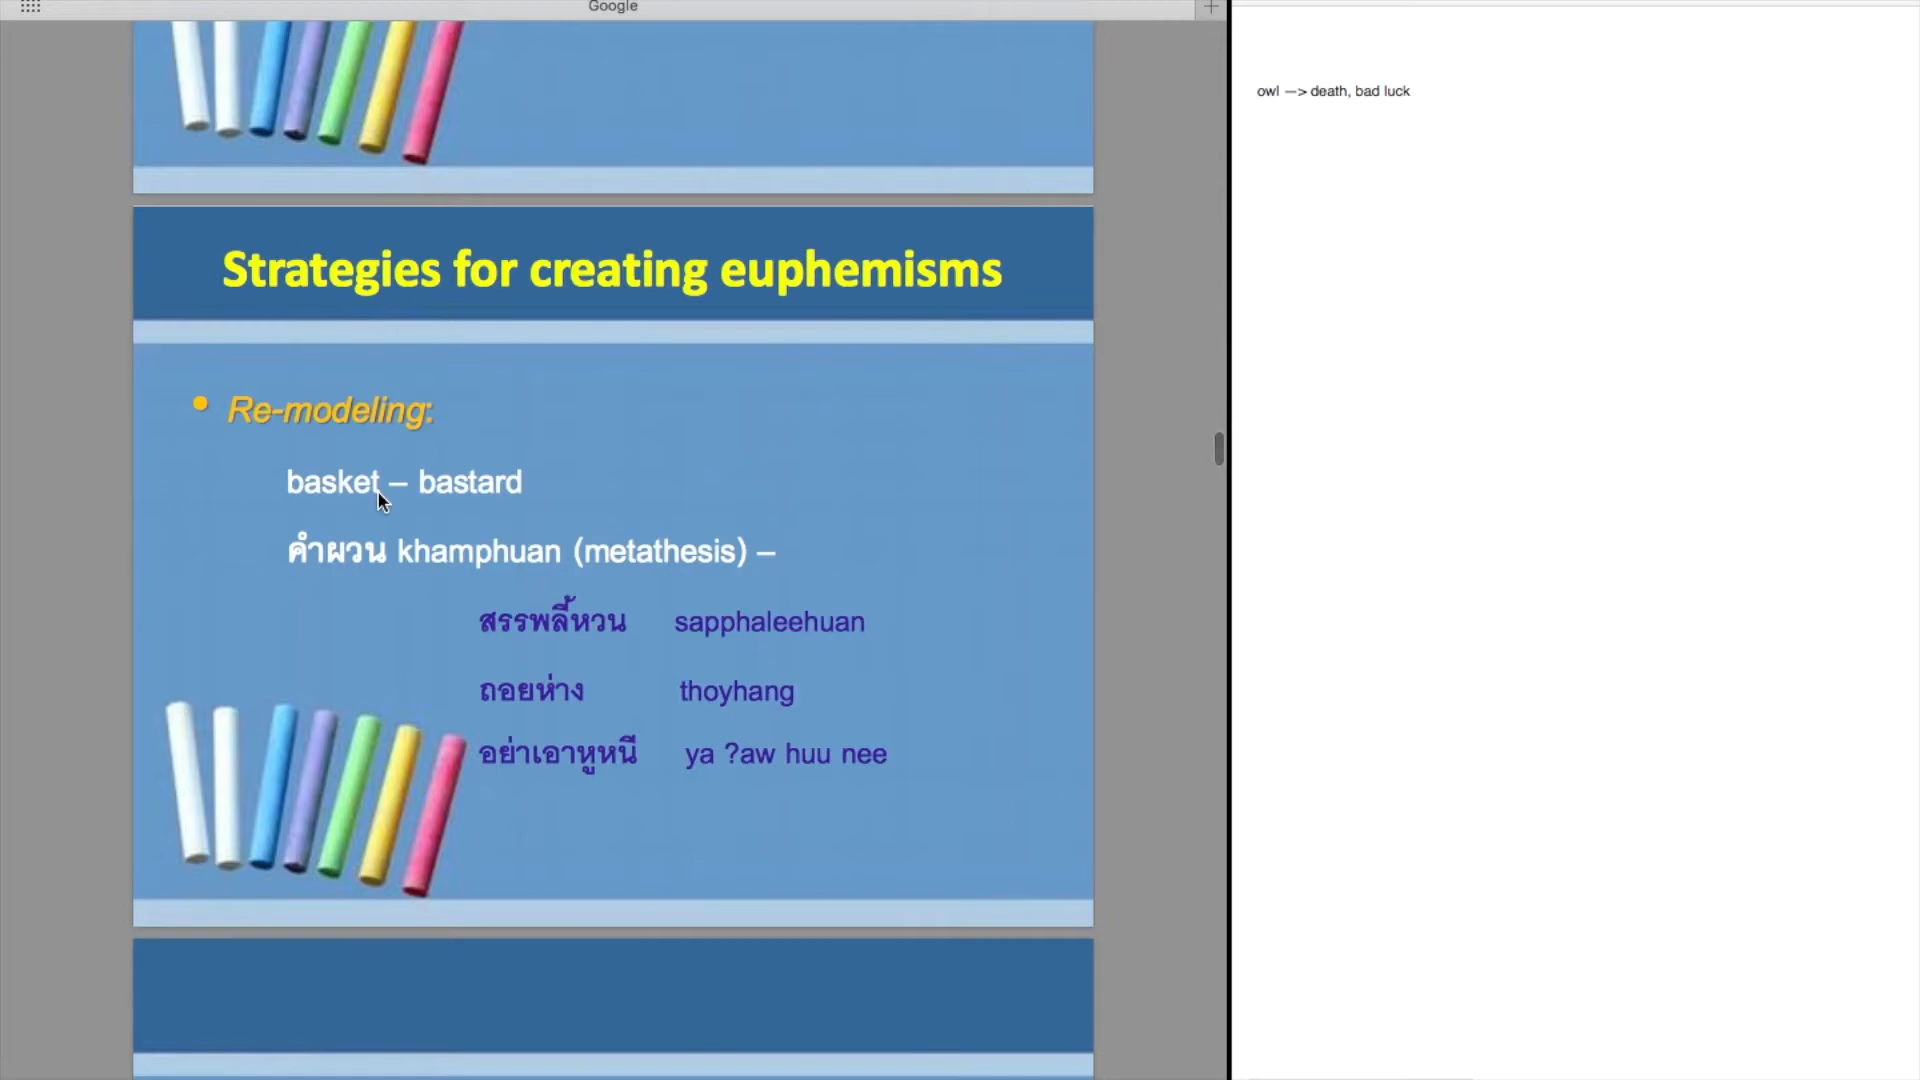 Google
Strategies for creating euphemisms
• Re-modeling:
basket – bastard
คำผวน khamphuan (metathesis) –
สรรพลี้หวน sapphaleehuan
ถอยห่าง thoyhang
อย่าเอาหูหนี ya ?aw huu nee
owl —> death, bad luck